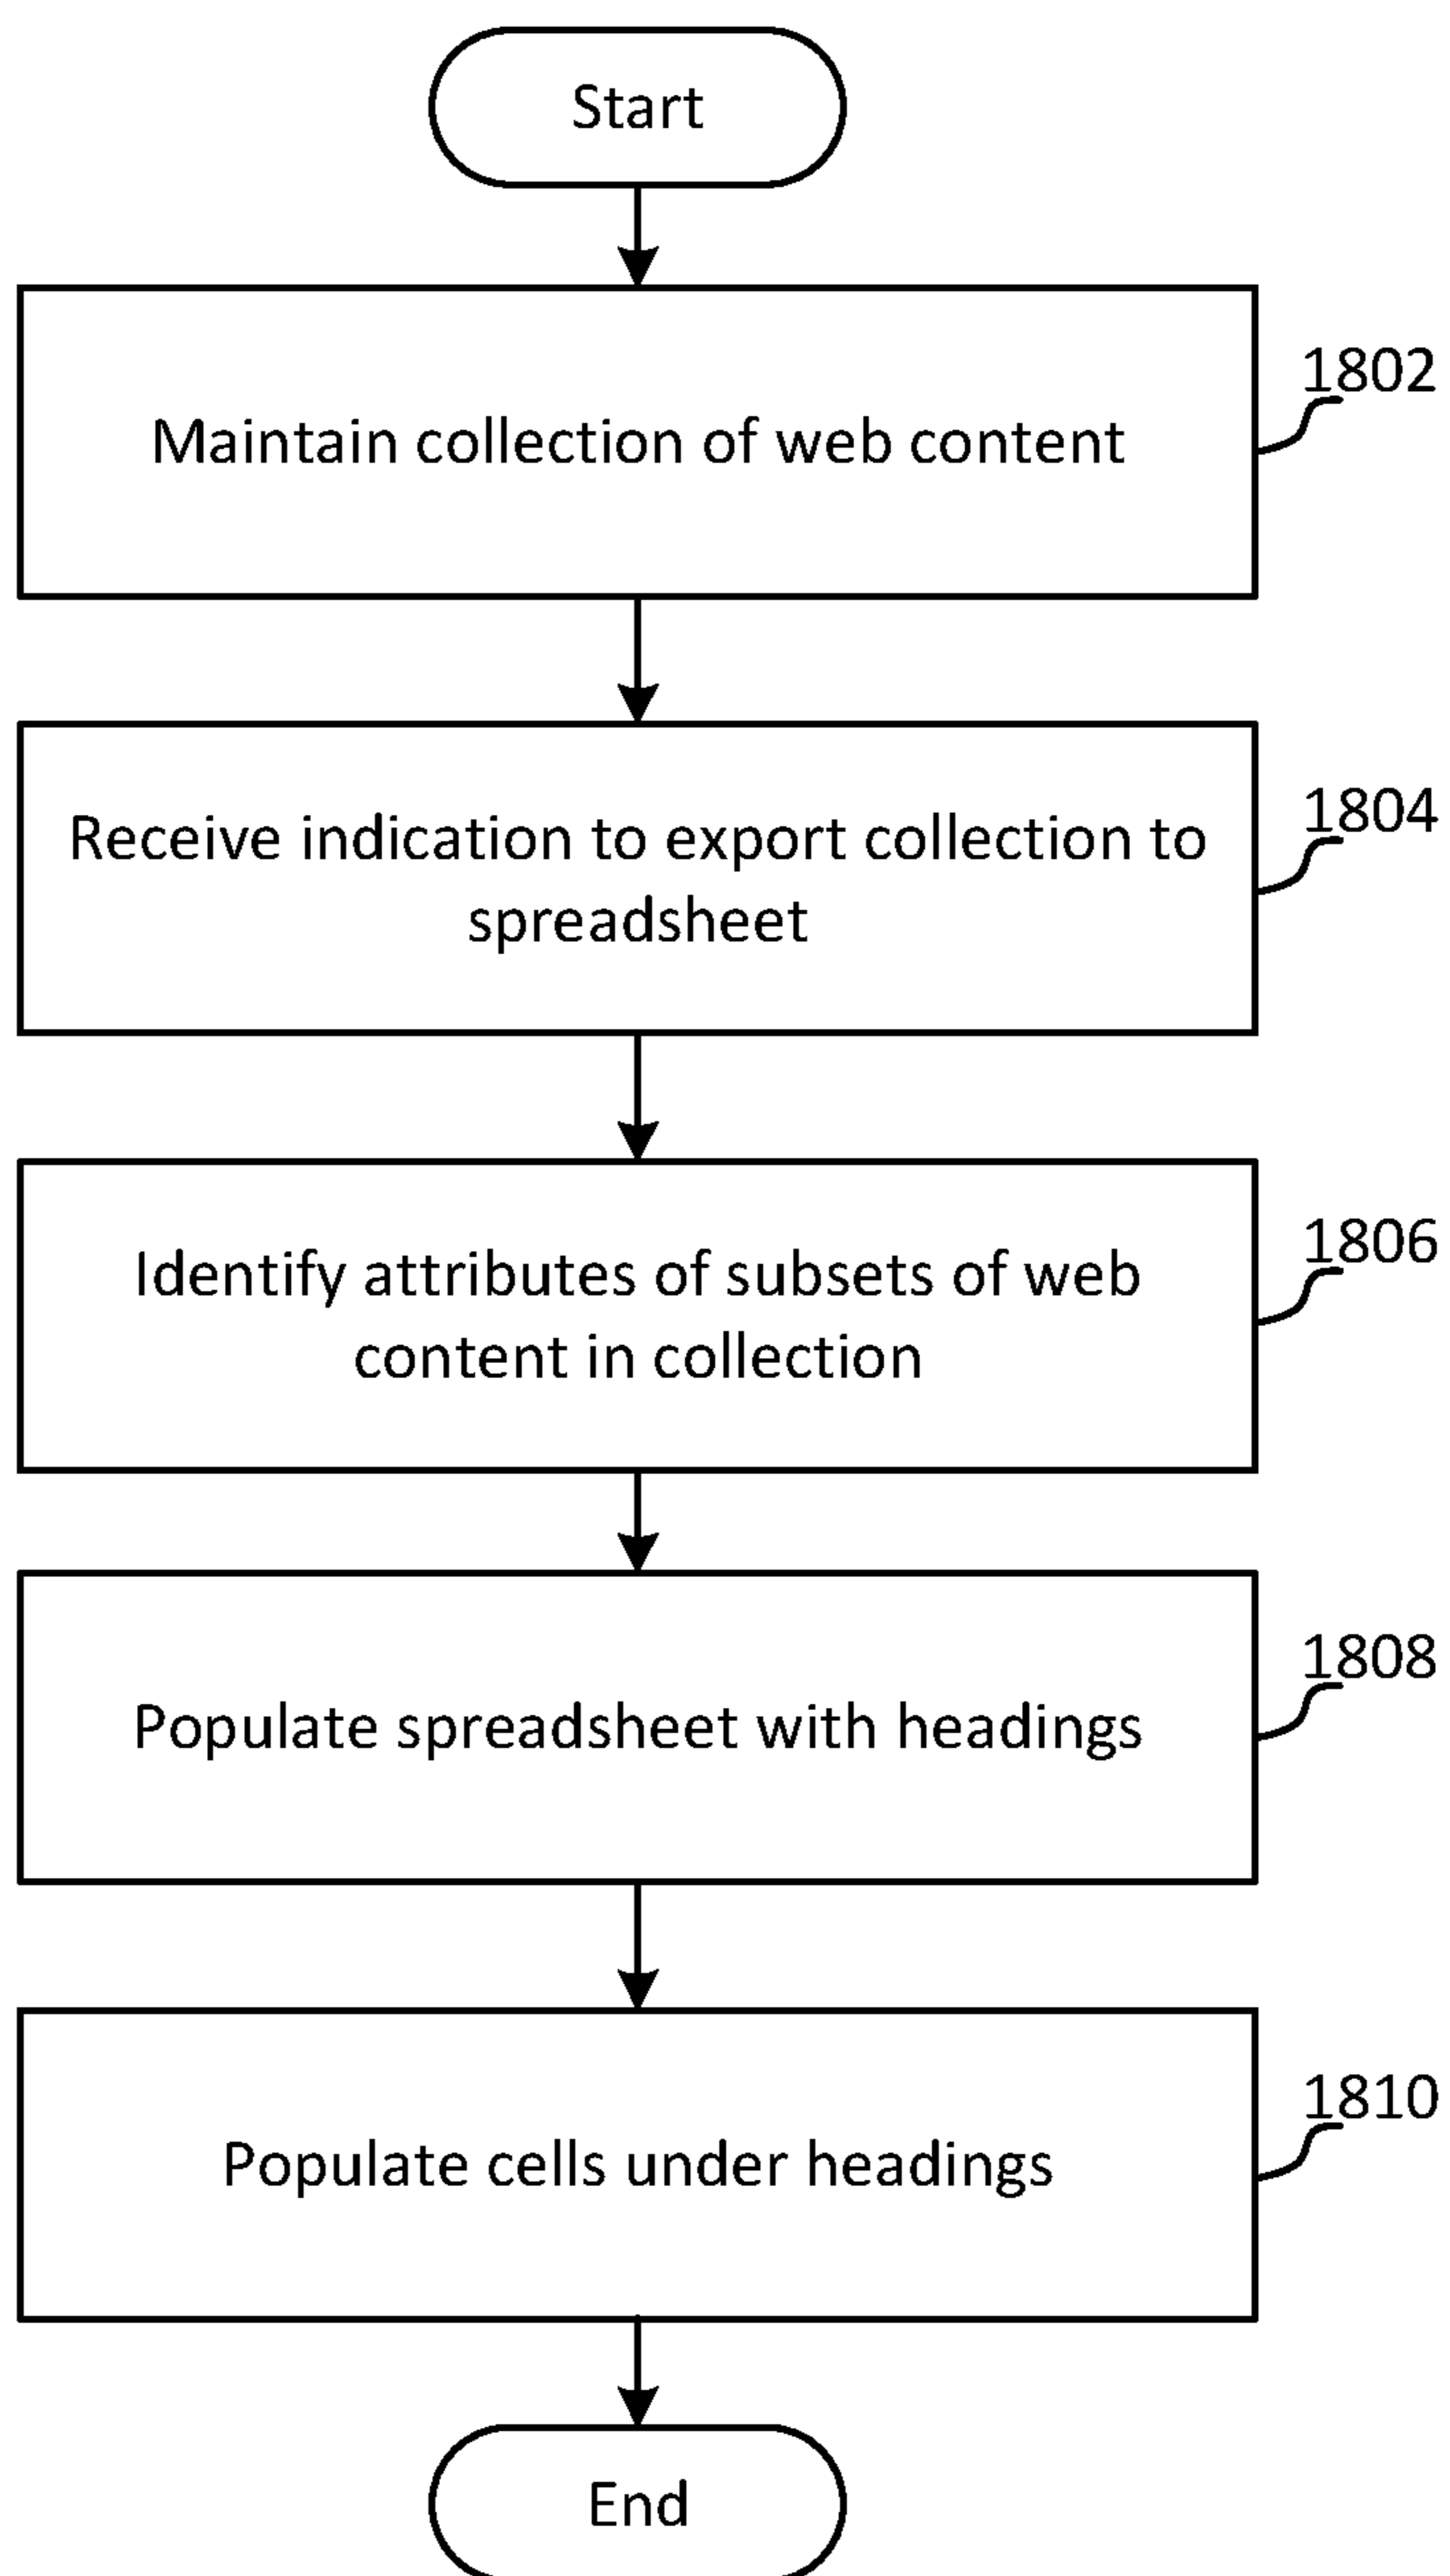 Start
1802
Maintain collection of web content
1804
Receive indication to export collection to
spreadsheet
1806
Identify attributes of subsets of web
content in collection
1808
Populate spreadsheet with headings
1810
Populate cells under headings
End